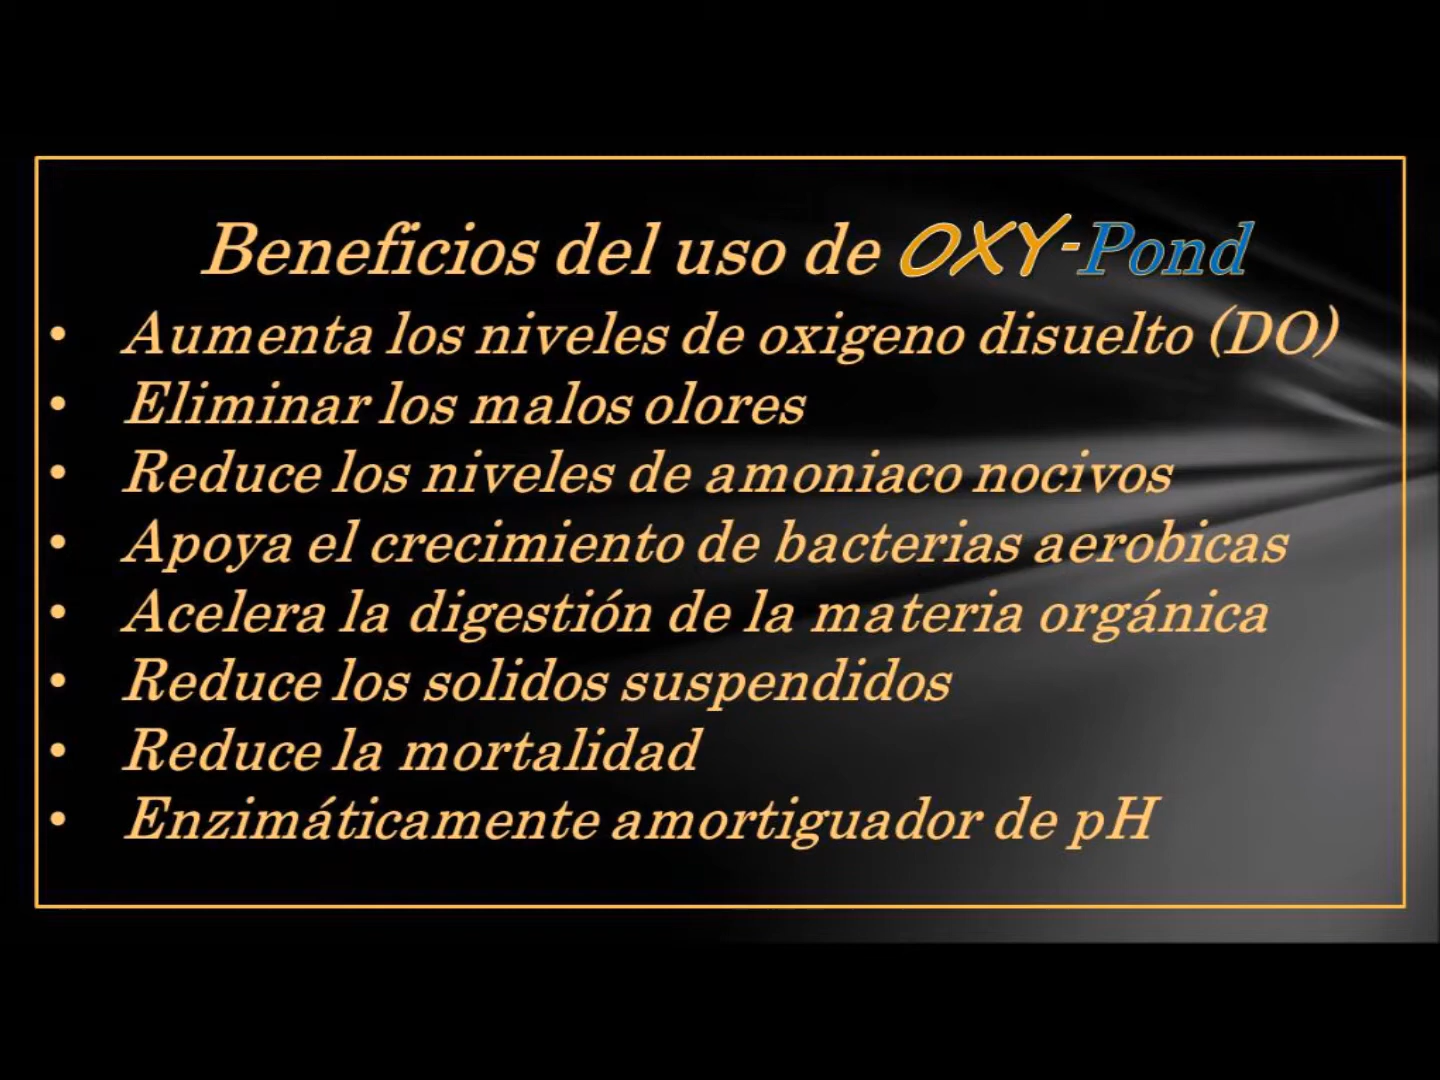 Beneficios del uso de OXY-Pond
• Aumenta los niveles de oxigeno disuelto (DO)
• Eliminar los malos olores
• Reduce los niveles de amoniaco nocivos
• Apoya el crecimiento de bacterias aerobicas
• Acelera la digestión de la materia orgánica
• Reduce los solidos suspendidos
• Reduce la mortalidad
• Enzimáticamente amortiguador de pH